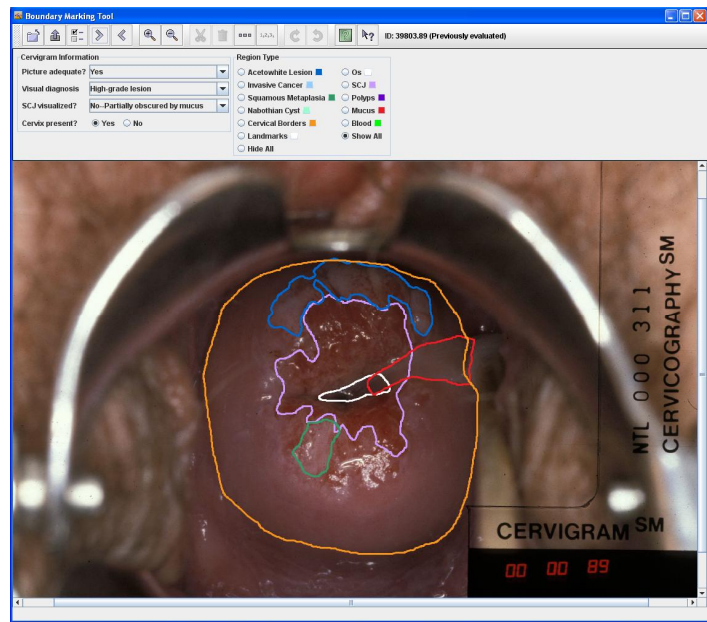 Boundary Marking Tool
ID: 39803.89 (Previously evaluated)
Cervigram Information
Picture adequate? Yes
Visual diagnosis High-grade lesion
SCJ visualized? No--Partially obscured by mucus
Cervix present? Yes No
Region Type
Acetowhite Lesion Os
Invasive Cancer SCJ
Squamous Metaplasia Polyps
Nabothian Cyst Mucus
Cervical Borders Blood
Landmarks Show All
Hide All
NTL 000 311
CERVICOGRAPHY SM
CERVIGRAM SM
00 00 89